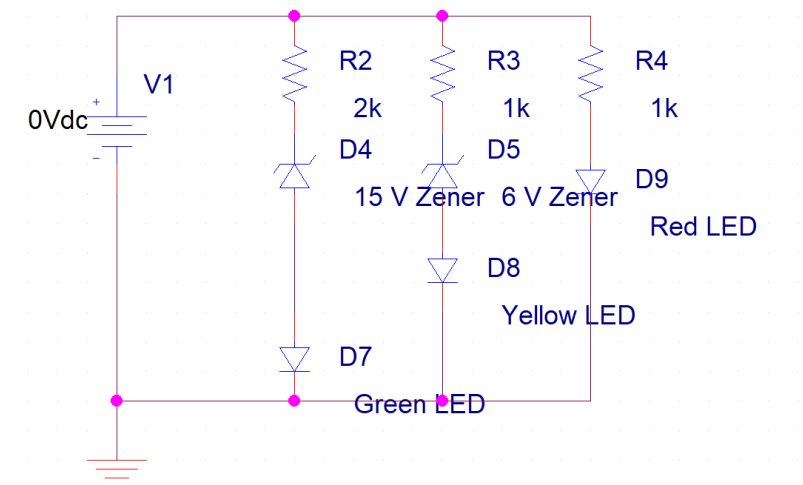 V1
0Vdc
+
-
R2
2k
D4
15 V Zener
D7
Green LED
R3
1k
D5
6 V Zener
D8
Yellow LED
R4
1k
D9
Red LED